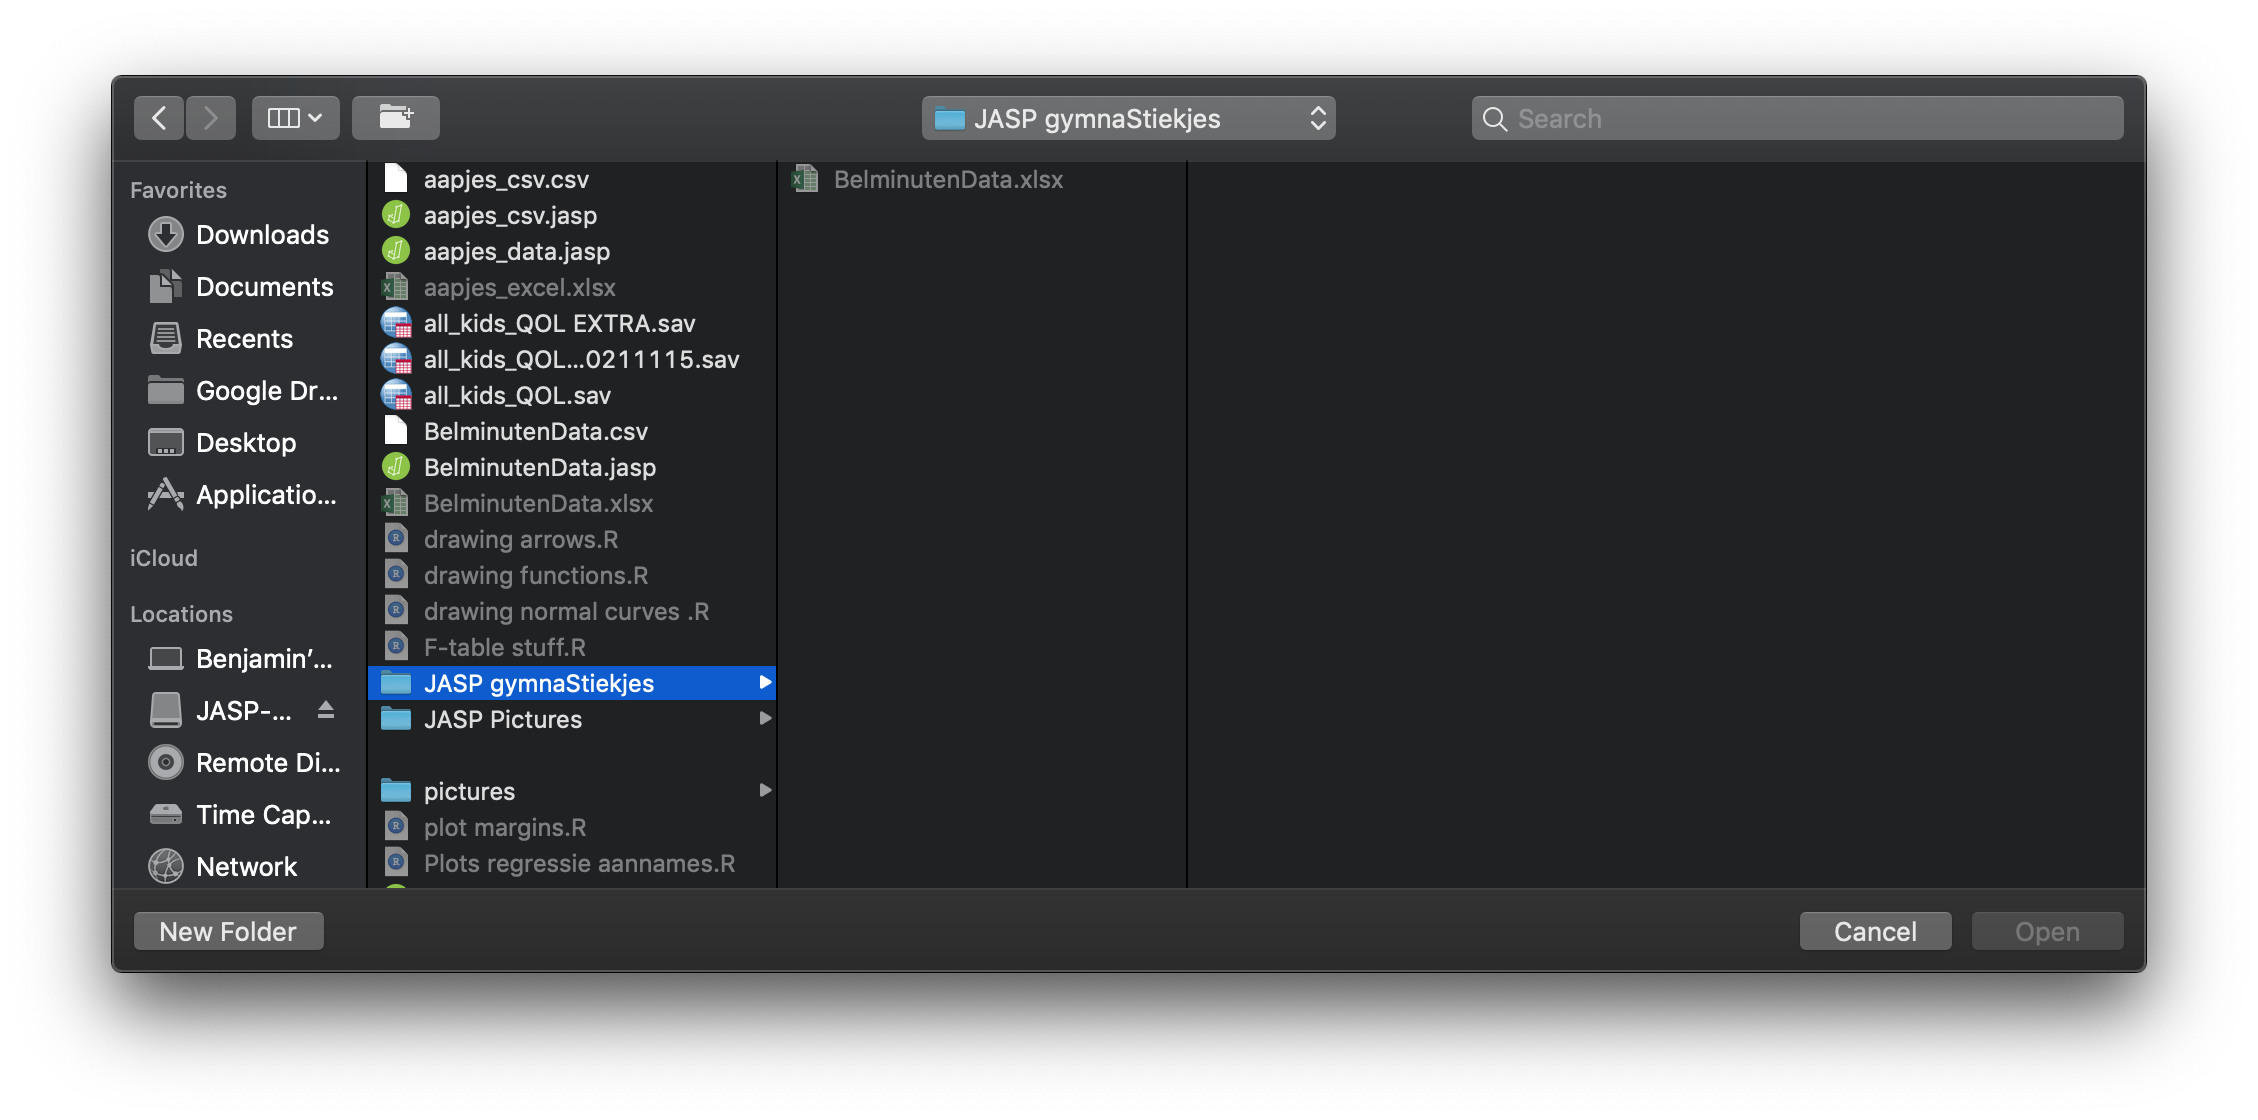 JASP gymnaStiekjes
Search
Favorites
Downloads
Documents
Recents
Google Dr...
Desktop
Applicatio...
iCloud
Locations
Benjamin’...
JASP-...
Remote Di...
Time Cap...
Network
aapjes_csv.csv
aapjes_csv.jasp
aapjes_data.jasp
aapjes_excel.xlsx
all_kids_QOL EXTRA.sav
all_kids_QOL...0211115.sav
all_kids_QOL.sav
BelminutenData.csv
BelminutenData.jasp
BelminutenData.xlsx
drawing arrows.R
drawing functions.R
drawing normal curves .R
F-table stuff.R
JASP gymnaStiekjes
JASP Pictures
pictures
plot margins.R
Plots regressie aannames.R
BelminutenData.xlsx
New Folder
Cancel
Open